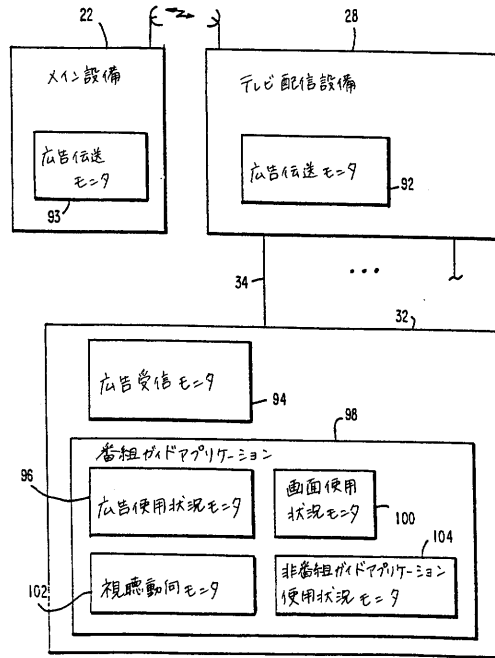 22
28
メイン設備
テレビ配信設備
広告伝送
モニタ
93
広告伝送モニタ
92
34
...
32
広告受信モニタ
94
98
番組ガイドアプリケーション
96
広告使用状況モニタ
画面使用
状況モニタ
100
104
102
視聴動向モニタ
非番組ガイドアプリケーション
使用状況モニタ